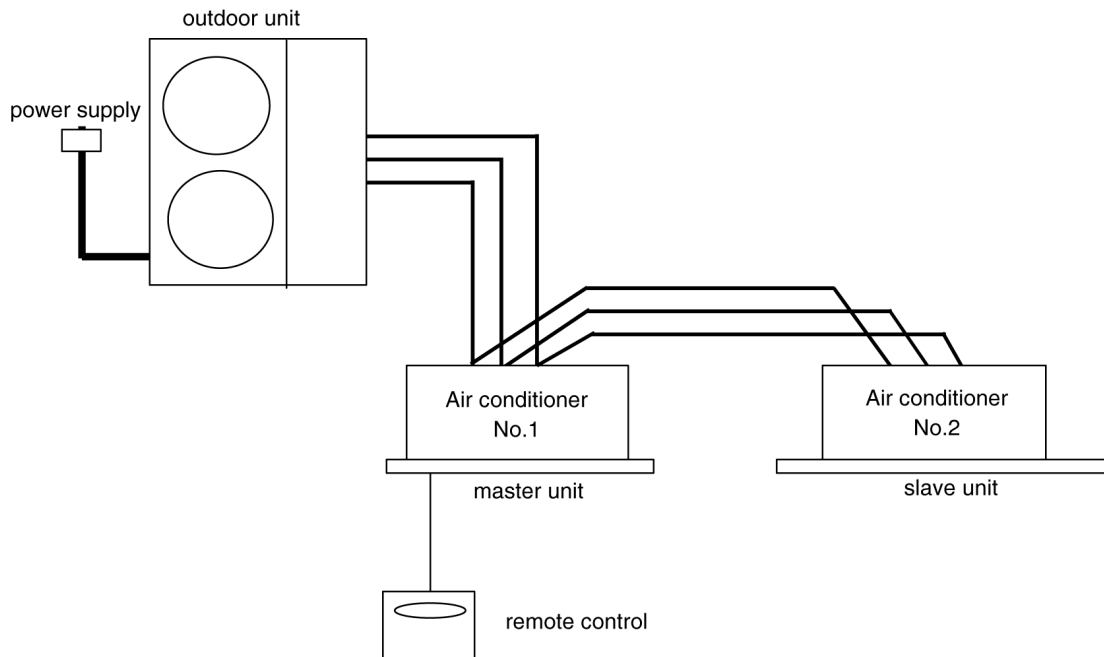 outdoor unit
power supply
Air conditioner
No.1
Air conditioner
No.2
master unit
slave unit
remote control